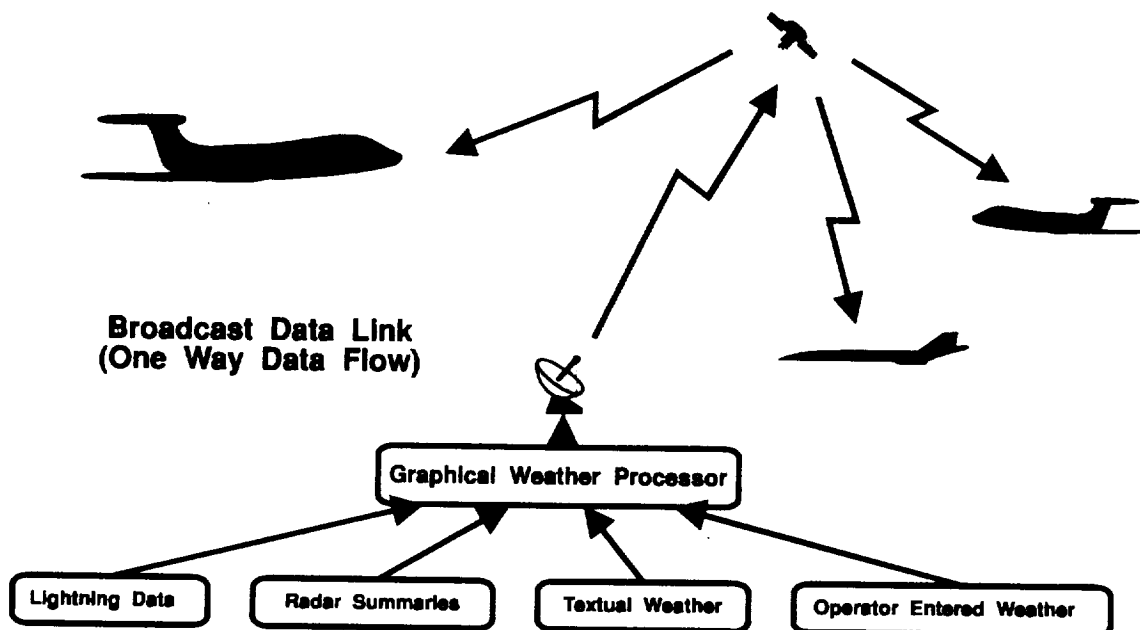 Broadcast Data Link
(One Way Data Flow)
Graphical Weather Processor
Lightning Data
Radar Summaries
Textual Weather
Operator Entered Weather